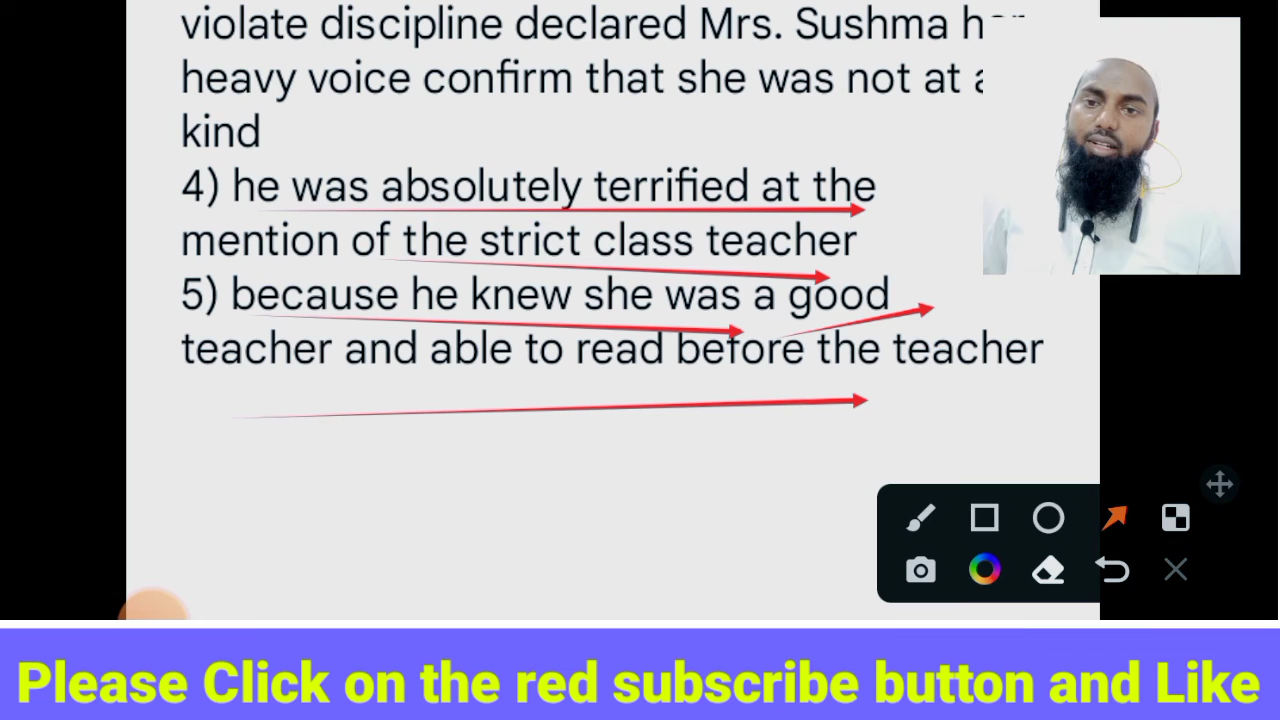 violate discipline declared Mrs. Sushma
heavy voice confirm that she was not at
kind
4) he was absolutely terrified at the
mention of the strict class teacher
5) because he knew she was a good
teacher and able to read before the teacher
Please Click on the red subscribe button and Like